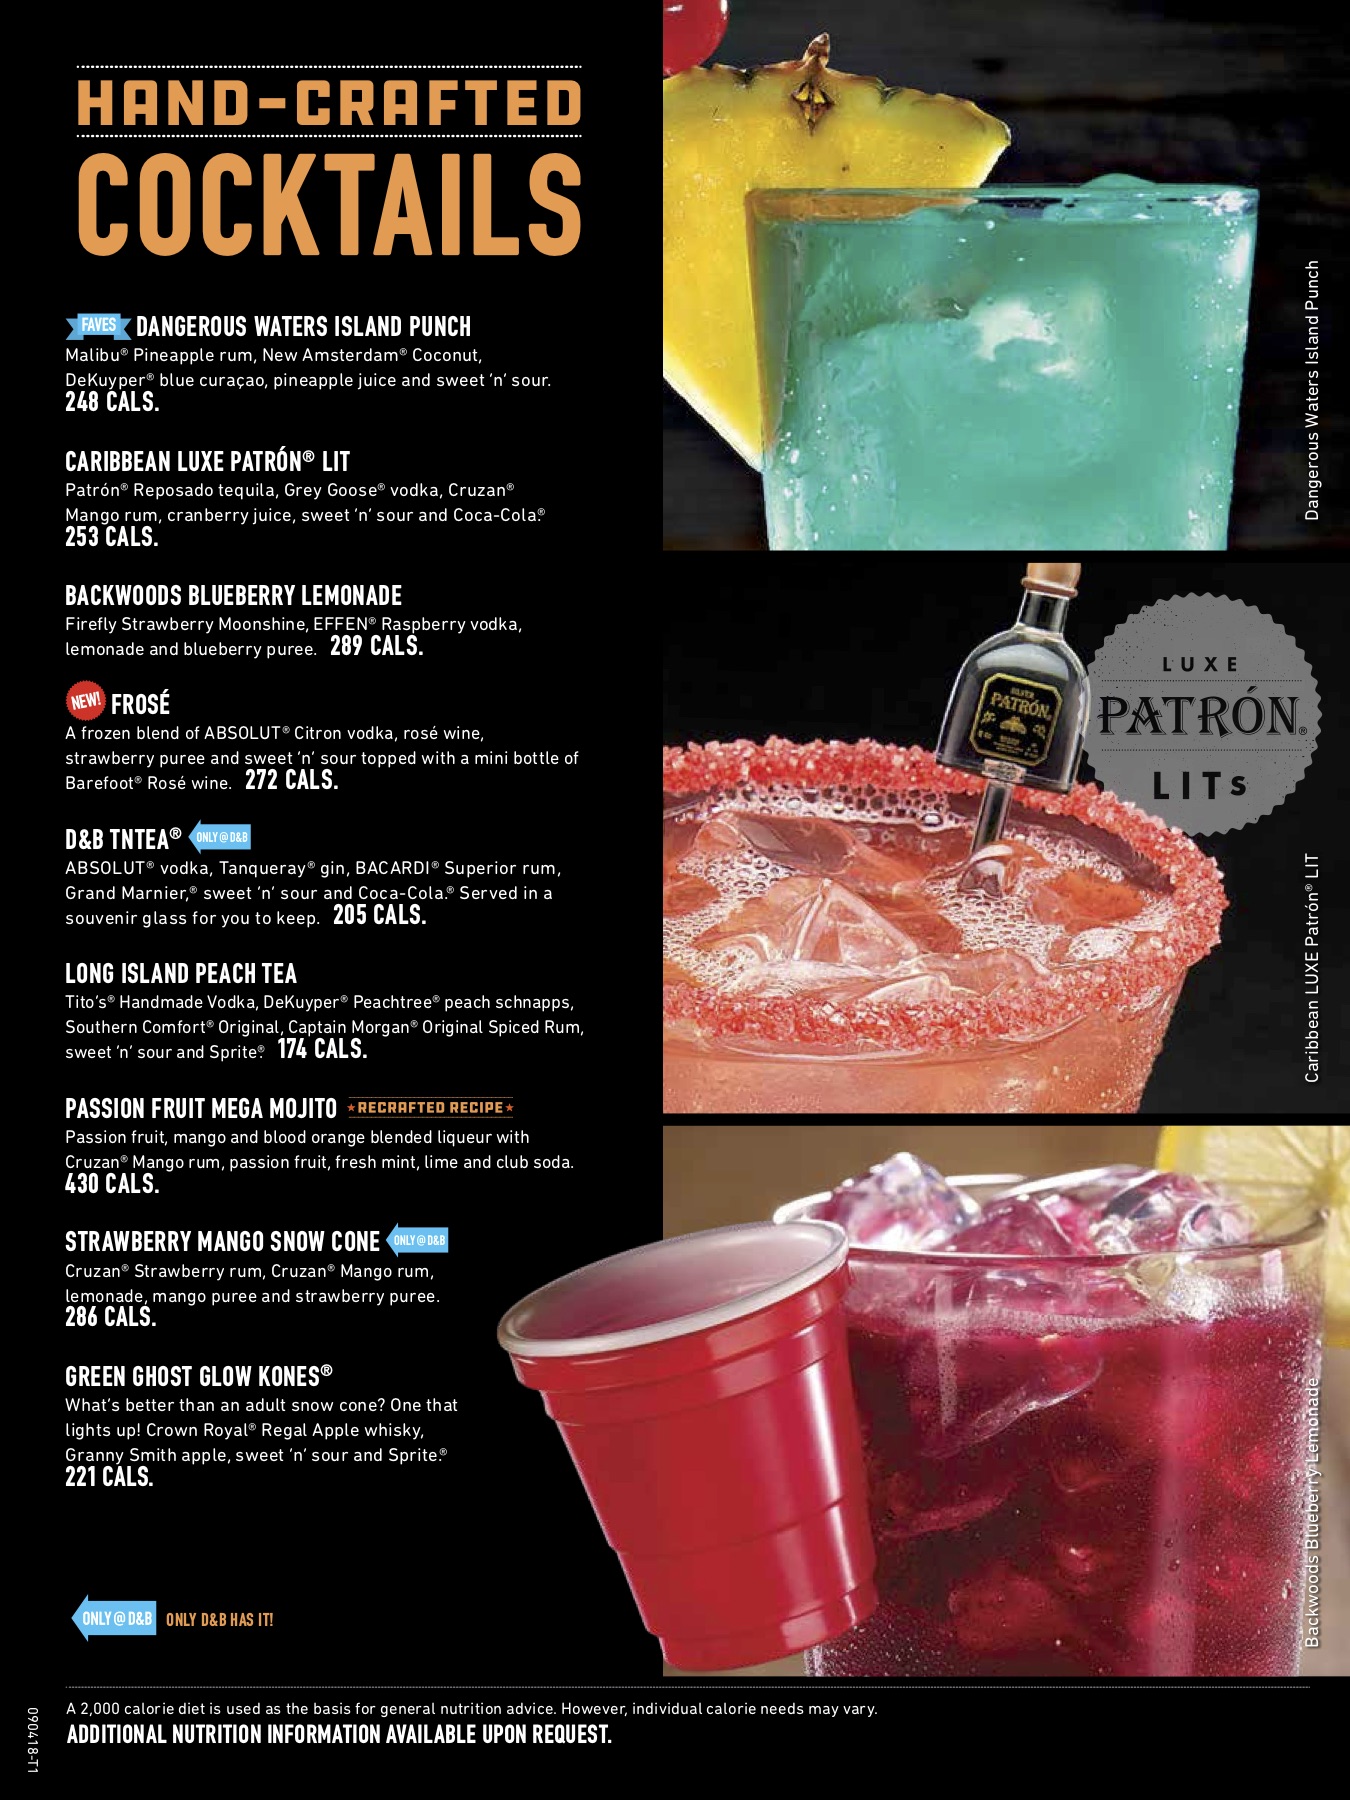 HAND-CRAFTED
COCKTAILS
FAVES DANGEROUS WATERS ISLAND PUNCH
Malibu® Pineapple rum, New Amsterdam® Coconut,
DeKuyper® blue curaçao, pineapple juice and sweet ’n’ sour.
248 CALS.
CARIBBEAN LUXE PATRÓN® LIT
Patrón® Reposado tequila, Grey Goose® vodka, Cruzan®
Mango rum, cranberry juice, sweet ‘n’ sour and Coca-Cola.®
253 CALS.
BACKWOODS BLUEBERRY LEMONADE
Firefly Strawberry Moonshine, EFFEN® Raspberry vodka,
lemonade and blueberry puree. 289 CALS.
NEW! FROSÉ
A frozen blend of ABSOLUT® Citron vodka, rosé wine,
strawberry puree and sweet ‘n’ sour topped with a mini bottle of
Barefoot® Rosé wine. 272 CALS.
D&B TNTEA® ONLY @ D&B
ABSOLUT® vodka, Tanqueray® gin, BACARDI® Superior rum,
Grand Marnier,® sweet ‘n’ sour and Coca-Cola.® Served in a
souvenir glass for you to keep. 205 CALS.
LONG ISLAND PEACH TEA
Tito’s® Handmade Vodka, DeKuyper® Peachtree® peach schnapps,
Southern Comfort® Original, Captain Morgan® Original Spiced Rum,
sweet ‘n’ sour and Sprite.® 174 CALS.
PASSION FRUIT MEGA MOJITO ★RECRAFTED RECIPE★
Passion fruit, mango and blood orange blended liqueur with
Cruzan® Mango rum, passion fruit, fresh mint, lime and club soda.
430 CALS.
STRAWBERRY MANGO SNOW CONE ONLY @ D&B
Cruzan® Strawberry rum, Cruzan® Mango rum,
lemonade, mango puree and strawberry puree.
286 CALS.
GREEN GHOST GLOW KONES®
What’s better than an adult snow cone? One that
lights up! Crown Royal® Regal Apple whisky,
Granny Smith apple, sweet ‘n’ sour and Sprite.®
221 CALS.
ONLY @ D&B ONLY D&B HAS IT!
Dangerous Waters Island Punch
SILVER
PATRÓN
LUXE
PATRÓN®
LITs
Caribbean LUXE Patrón® LIT
Backwoods Blueberry Lemonade
A 2,000 calorie diet is used as the basis for general nutrition advice. However, individual calorie needs may vary.
ADDITIONAL NUTRITION INFORMATION AVAILABLE UPON REQUEST.
090418-T1